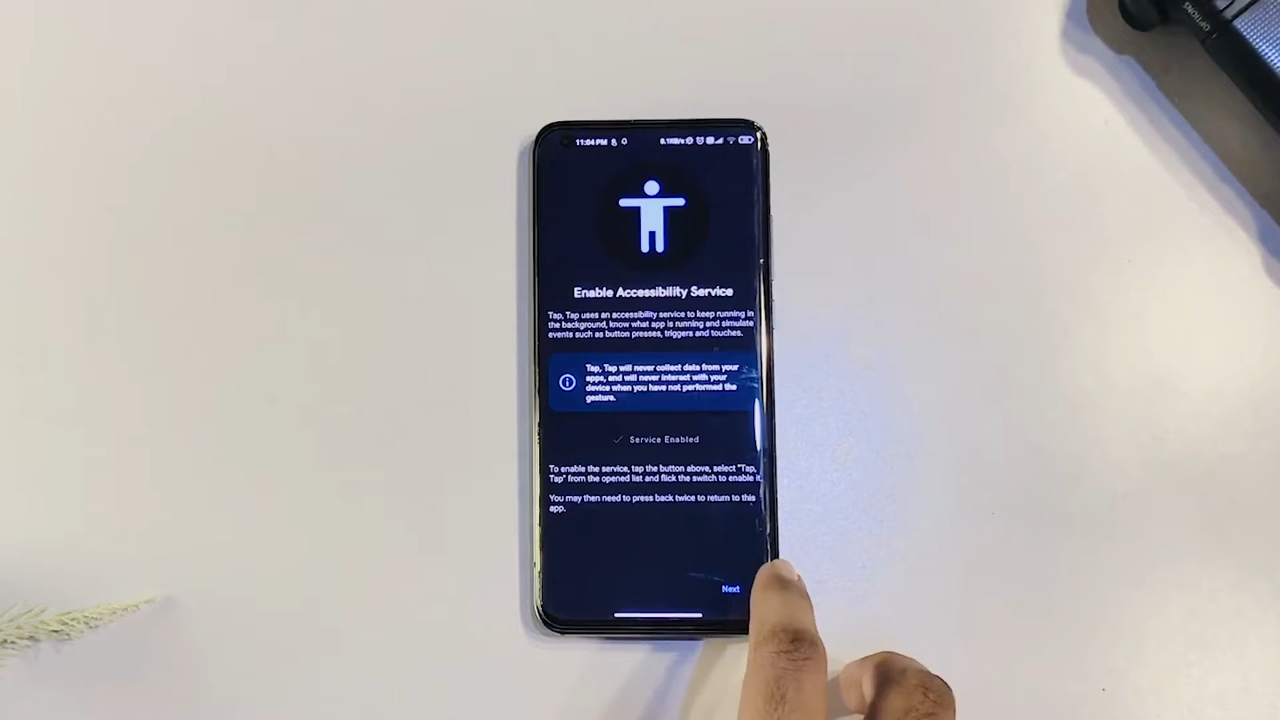 OPTIONS
11:04 PM
Enable Accessibility Service
Tap, Tap uses an accessibility service to keep running in
the background, know what app is running and simulate
events such as button presses, triggers and touches.
Tap, Tap will never collect data from your
apps, and will never interact with your
device when you have not performed the
gesture.
Service Enabled
To enable the service, tap the button above, select "Tap,
Tap" from the opened list and flick the switch to enable it.
You may then need to press back twice to return to this
app.
Next